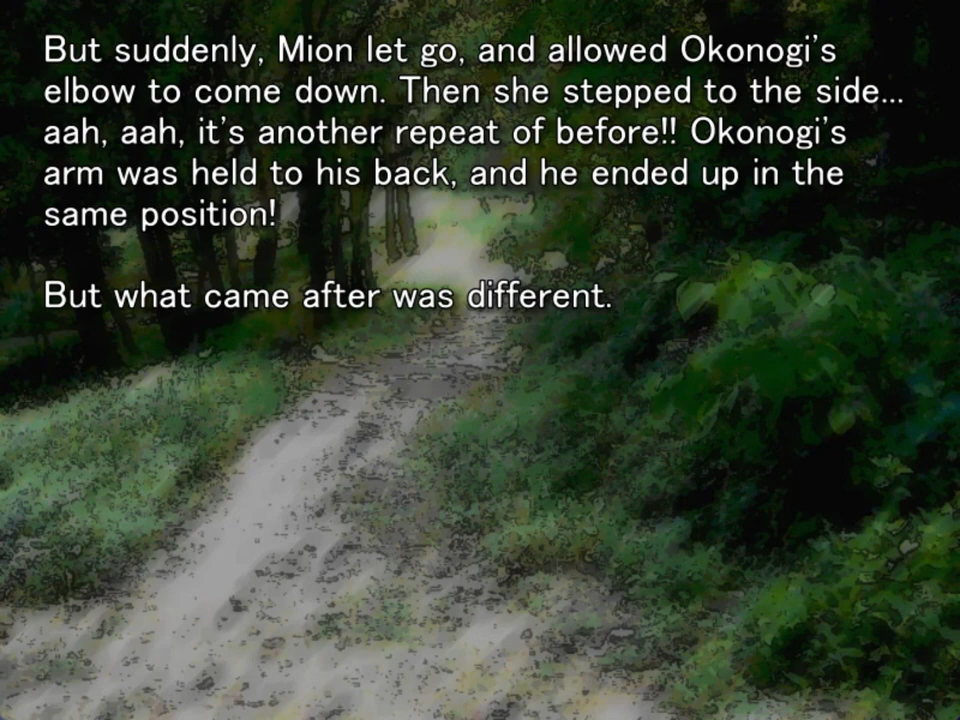 But suddenly, Mion let go, and allowed Okonogi's
elbow to come down. Then she stepped to the side...
aah, aah, it's another repeat of before!! Okonogi's
arm was held to his back, and he ended up in the
same position!
But what came after was different.